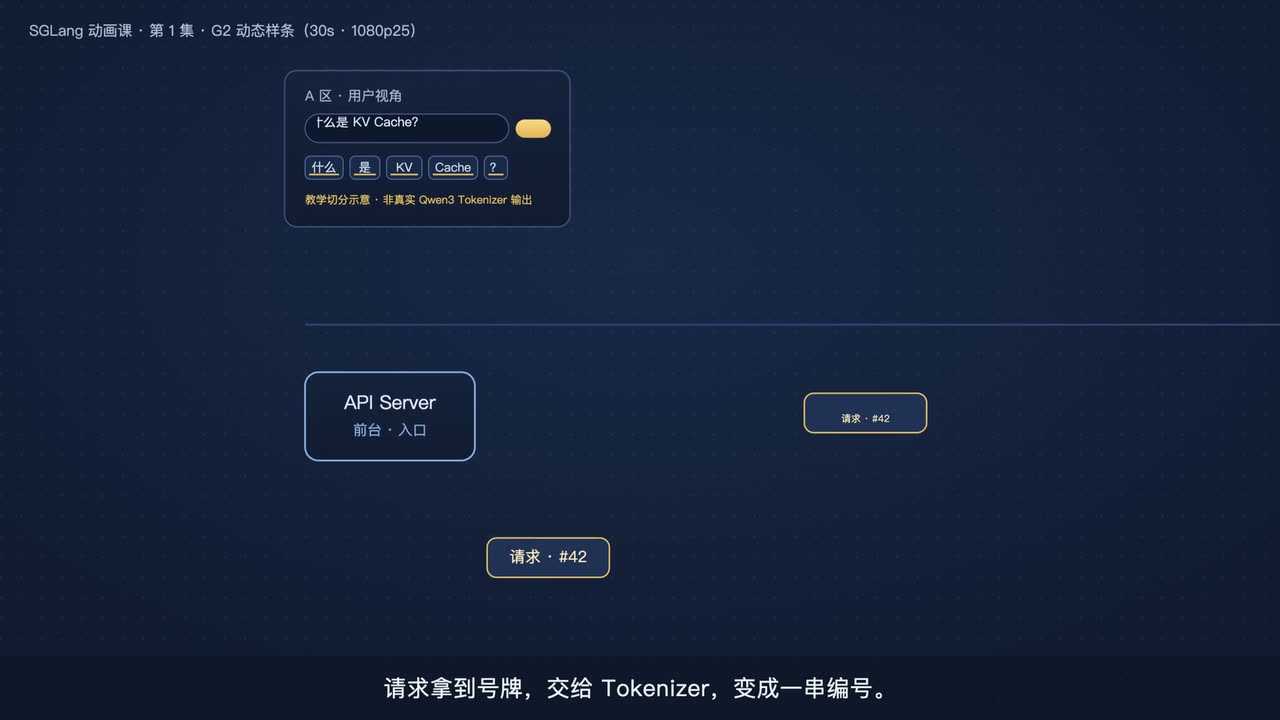 SGLang 动画课 · 第 1 集 · G2 动态样条（30s · 1080p25）
A 区 · 用户视角
什么是 KV Cache?
什么 是 KV Cache ?
教学切分示意 · 非真实 Qwen3 Tokenizer 输出
API Server
前台 · 入口
请求 · #42
请求 · #42
请求拿到号牌，交给 Tokenizer，变成一串编号。